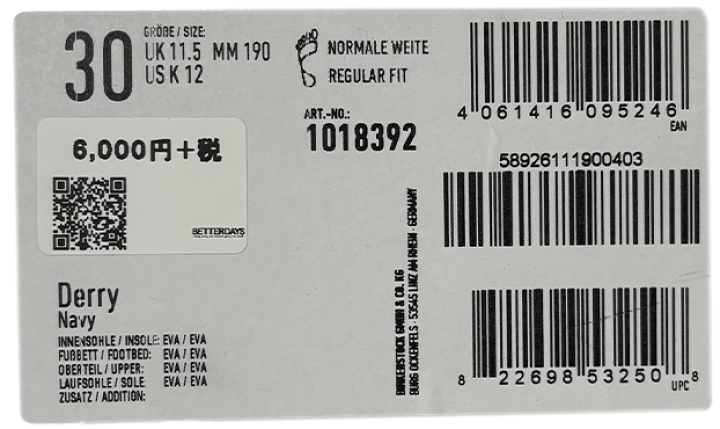 30
GRÖßE / SIZE:
UK 11.5 MM 190
US K 12
NORMALE WEITE
REGULAR FIT
ART.-NO.:
1018392
4 061416 095246
EAN
6,000円+税
BETTERDAYS
58926111900403
Derry
Navy
INNENSOHLE / INSOLE: EVA / EVA
FUßBETT / FOOTBED: EVA / EVA
OBERTEIL / UPPER: EVA / EVA
LAUFSOHLE / SOLE EVA / EVA
ZUSATZ / ADDITION:
BIRKENSTOCK GMBH & CO. KG
BURG OCKENFELS · 53545 LINZ AM RHEIN · GERMANY
8 22698 53250 8
UPC